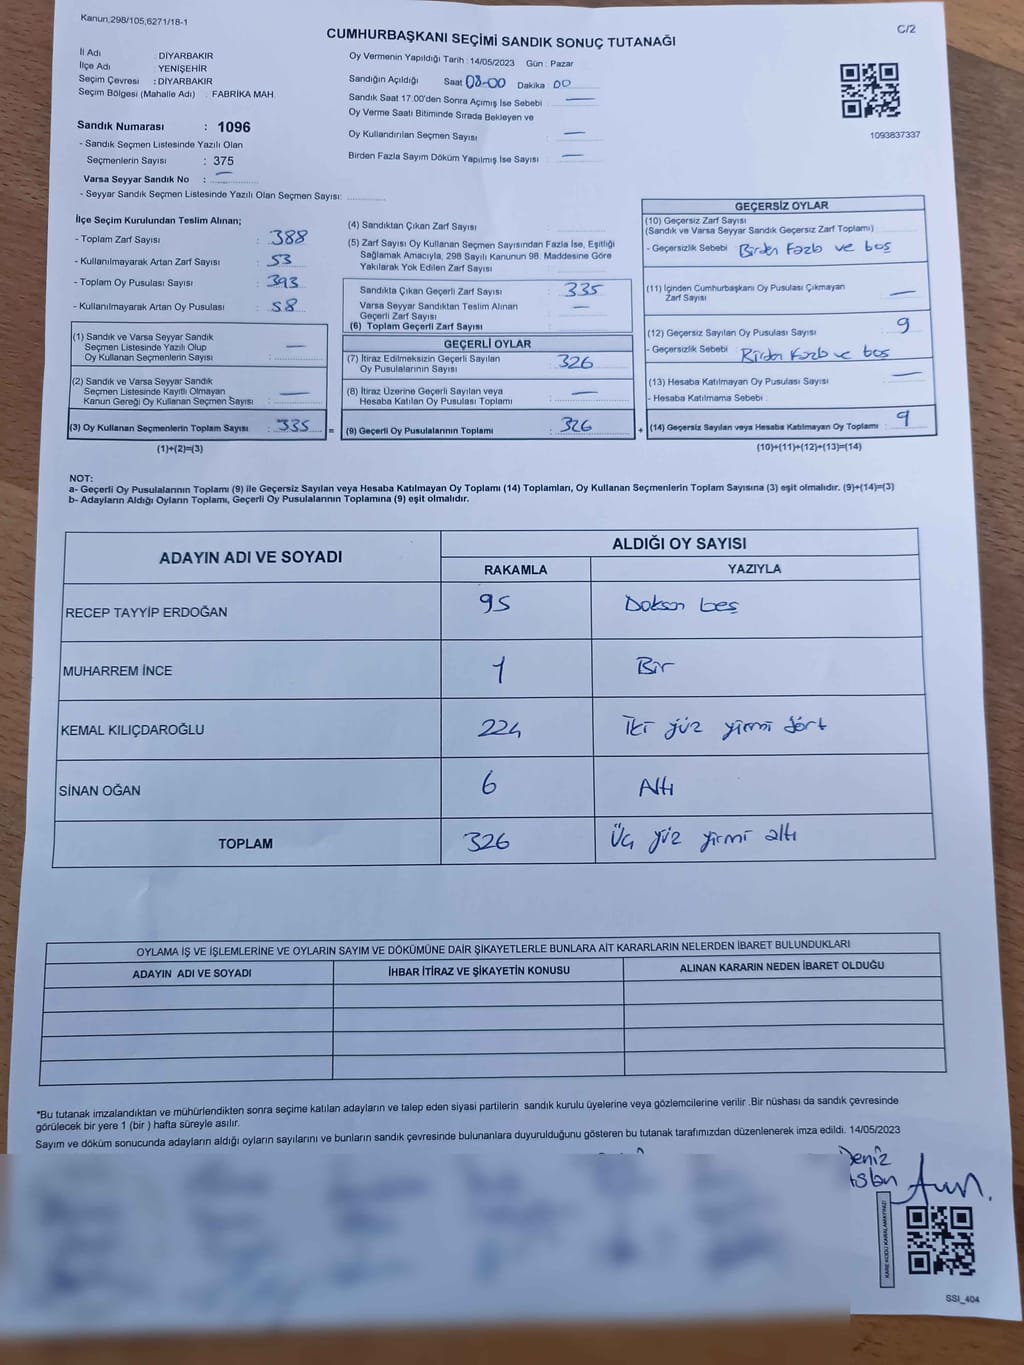 Kanun,298/105,6271/18-1
C/2
CUMHURBAŞKANI SEÇİMİ SANDIK SONUÇ TUTANAĞI
İl Adı : DİYARBAKIR
İlçe Adı : YENİŞEHİR
Seçim Çevresi : DİYARBAKIR
Seçim Bölgesi (Mahalle Adı) : FABRİKA MAH.
Sandık Numarası : 1096
- Sandık Seçmen Listesinde Yazılı Olan
Seçmenlerin Sayısı : 375
Varsa Seyyar Sandık No : —
- Seyyar Sandık Seçmen Listesinde Yazılı Olan Seçmen Sayısı:
Oy Vermenin Yapıldığı Tarih : 14/05/2023 Gün : Pazar
Sandığın Açıldığı Saat 08-00 Dakika : 00
Sandık Saat 17.00'den Sonra Açımış İse Sebebi : —
Oy Verme Saati Bitiminde Sırada Bekleyen ve
Oy Kullandırılan Seçmen Sayısı : —
Birden Fazla Sayım Döküm Yapılmış İse Sayısı : —
1093837337
İlçe Seçim Kurulundan Teslim Alınan;
- Toplam Zarf Sayısı : 388
- Kullanılmayarak Artan Zarf Sayısı : 53
- Toplam Oy Pusulası Sayısı : 393
- Kullanılmayarak Artan Oy Pusulası : 58
(1) Sandık ve Varsa Seyyar Sandık
Seçmen Listesinde Yazılı Olup
Oy Kullanan Seçmenlerin Sayısı : —
(2) Sandık ve Varsa Seyyar Sandık
Seçmen Listesinde Kayıtlı Olmayan
Kanun Gereği Oy Kullanan Seçmen Sayısı : —
(3) Oy Kullanan Seçmenlerin Toplam Sayısı : 335
(1)+(2)=(3)
(4) Sandıktan Çıkan Zarf Sayısı :
(5) Zarf Sayısı Oy Kullanan Seçmen Sayısından Fazla İse, Eşitliği
Sağlamak Amacıyla, 298 Sayılı Kanunun 98. Maddesine Göre
Yakılarak Yok Edilen Zarf Sayısı :
Sandıkta Çıkan Geçerli Zarf Sayısı : 335
Varsa Seyyar Sandıktan Teslim Alınan
Geçerli Zarf Sayısı : —
(6) Toplam Geçerli Zarf Sayısı :
=
GEÇERLİ OYLAR
(7) İtiraz Edilmeksizin Geçerli Sayılan
Oy Pusulalarının Sayısı : 326
(8) İtiraz Üzerine Geçerli Sayılan veya
Hesaba Katılan Oy Pusulası Toplamı : —
(9) Geçerli Oy Pusulalarının Toplamı : 326
+
GEÇERSİZ OYLAR
(10) Geçersiz Zarf Sayısı
(Sandık ve Varsa Seyyar Sandık Geçersiz Zarf Toplamı)
- Geçersizlik Sebebi : Birden Fazla ve boş
(11) İçinden Cumhurbaşkanı Oy Pusulası Çıkmayan
Zarf Sayısı : —
(12) Geçersiz Sayılan Oy Pusulası Sayısı : 9
- Geçersizlik Sebebi : Birden Fazla ve boş
(13) Hesaba Katılmayan Oy Pusulası Sayısı : —
- Hesaba Katılmama Sebebi :
(14) Geçersiz Sayılan veya Hesaba Katılmayan Oy Toplamı : 9
(10)+(11)+(12)+(13)=(14)
NOT:
a- Geçerli Oy Pusulalarının Toplamı (9) ile Geçersiz Sayılan veya Hesaba Katılmayan Oy Toplamı (14) Toplamları, Oy Kullanan Seçmenlerin Toplam Sayısına (3) eşit olmalıdır. (9)+(14)=(3)
b- Adayların Aldığı Oyların Toplamı, Geçerli Oy Pusulalarının Toplamına (9) eşit olmalıdır.
ADAYIN ADI VE SOYADI
ALDIĞI OY SAYISI
RAKAMLA YAZIYLA
RECEP TAYYİP ERDOĞAN 95 Doksan beş
MUHARREM İNCE 1 Bir
KEMAL KILIÇDAROĞLU 224 İki yüz yirmi dört
SİNAN OĞAN 6 Altı
TOPLAM 326 Üç yüz yirmi altı
OYLAMA İŞ VE İŞLEMLERİNE VE OYLARIN SAYIM VE DÖKÜMÜNE DAİR ŞİKAYETLERLE BUNLARA AİT KARARLARIN NELERDEN İBARET BULUNDUKLARI
ADAYIN ADI VE SOYADI İHBAR İTİRAZ VE ŞİKAYETİN KONUSU ALINAN KARARIN NEDEN İBARET OLDUĞU
*Bu tutanak imzalandıktan ve mühürlendikten sonra seçime katılan adayların ve talep eden siyasi partilerin sandık kurulu üyelerine veya gözlemcilerine verilir .Bir nüshası da sandık çevresinde
görülecek bir yere 1 (bir ) hafta süreyle asılır.
Sayım ve döküm sonucunda adayların aldığı oyların sayılarını ve bunların sandık çevresinde bulunanlara duyurulduğunu gösteren bu tutanak tarafımızdan düzenlenerek imza edildi. 14/05/2023
Deniz
KARE KODU KARALAMAYINIZ!
SSI_404